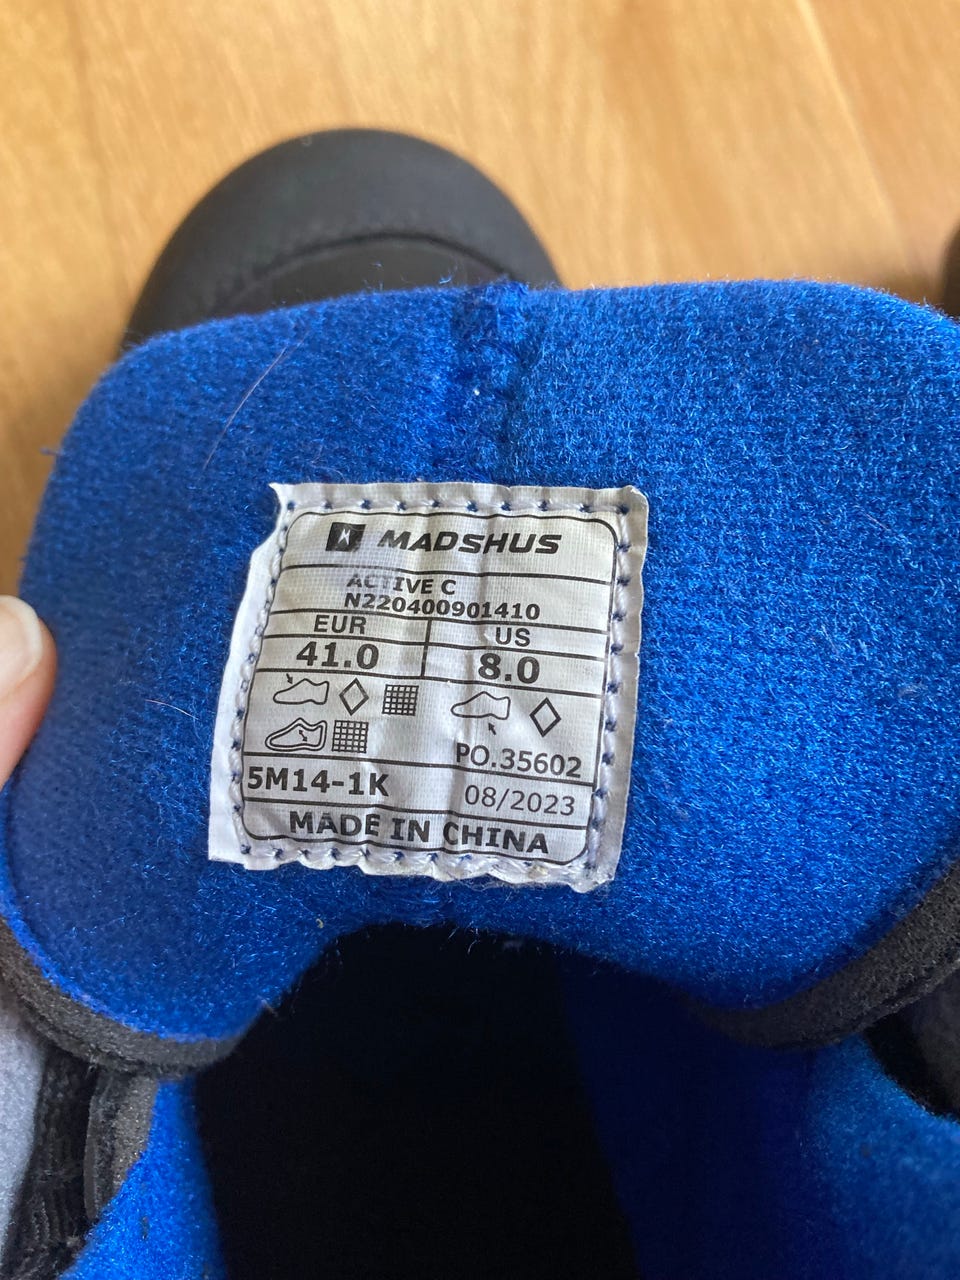 MADSHUS
ACTIVE C
N220400901410
EUR US
41.0 8.0
PO.35602
5M14-1K 08/2023
MADE IN CHINA